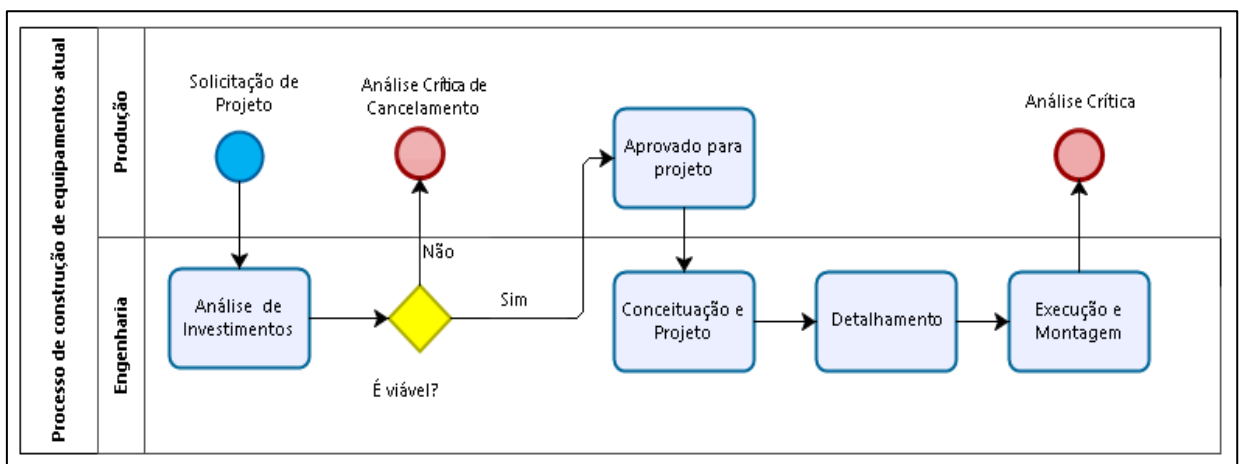 Processo de construção de equipamentos atual
Produção
Solicitação de
Projeto
Análise Crítica de
Cancelamento
Aprovado para
projeto
Análise Crítica
Engenharia
Análise de
Investimentos
Não
Sim
É viável?
Conceituação e
Projeto
Detalhamento
Execução e
Montagem